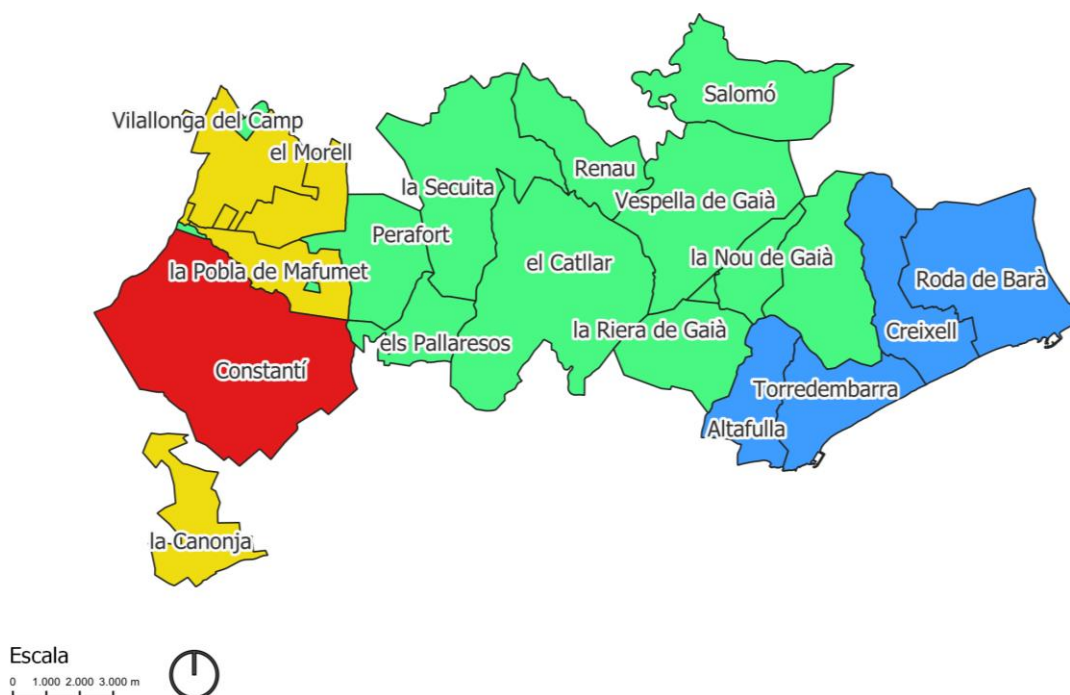 Salomó
Vilallonga del Camp
el Morell
Renau
la Secuita
Vespella de Gaià
Perafort
la Nou de Gaià
el Catllar
la Pobla de Mafumet
Roda de Barà
la Riera de Gaià
Creixell
els Pallaresos
Constantí
Torredembarra
Altafulla
la Canonja
Escala
0 1.000 2.000 3.000 m